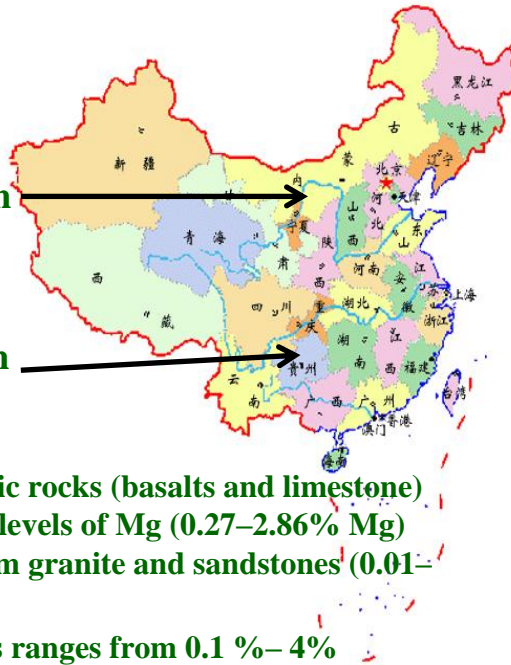 黑龙江
吉林
辽宁
内
蒙
古
新疆
北京
天津
河
北
山
西
山
东
宁夏
青海
甘
肃
陕
西
河南
江
苏
安
徽
上海
西
藏
四川
重
庆
湖北
浙江
湖
南
江
西
福建
贵州
云
南
广西
广州
台湾
香港
澳门
海南
n
n
ic rocks (basalts and limestone)
levels of Mg (0.27–2.86% Mg)
m granite and sandstones (0.01–
s ranges from 0.1 %– 4%